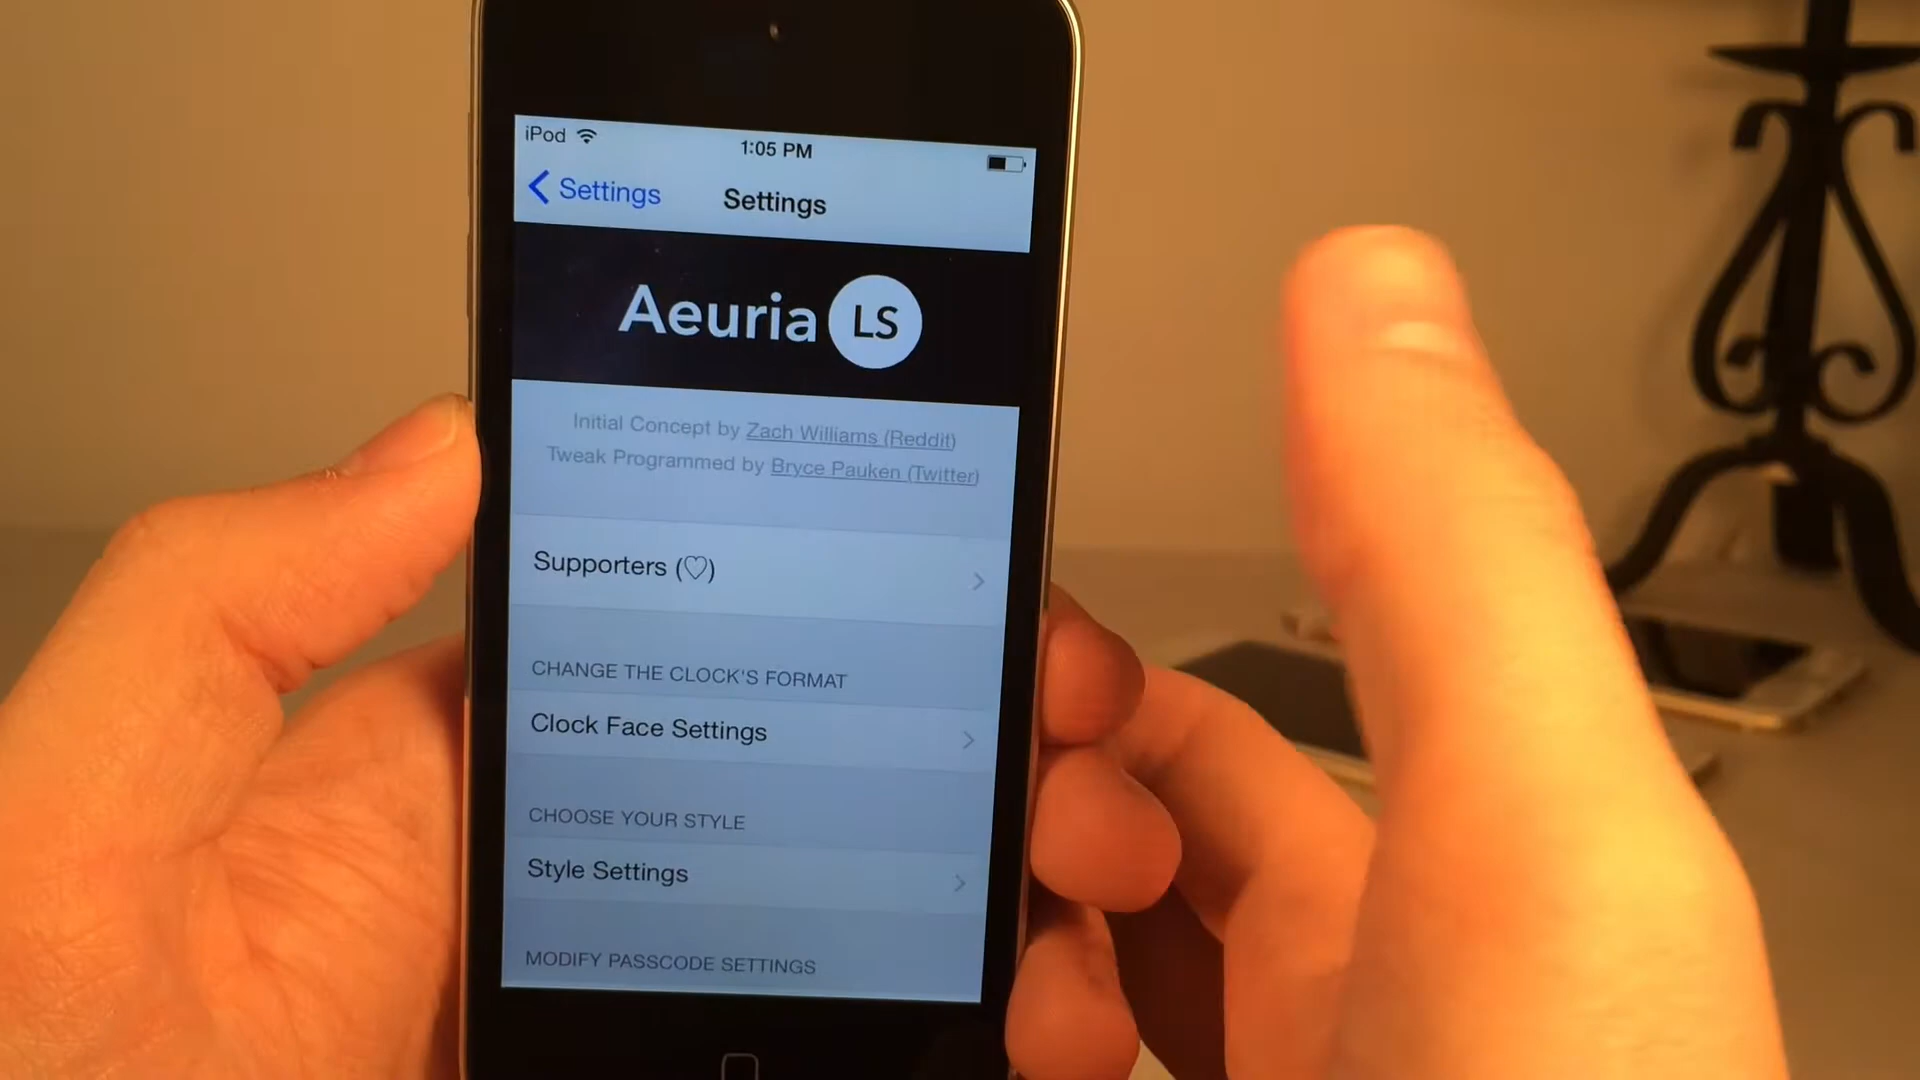 iPod
1:05 PM
Settings
Settings
Aeuria LS
Initial Concept by Zach Williams (Reddit)
Tweak Programmed by Bryce Pauken (Twitter)
Supporters (♡)
CHANGE THE CLOCK'S FORMAT
Clock Face Settings
CHOOSE YOUR STYLE
Style Settings
MODIFY PASSCODE SETTINGS